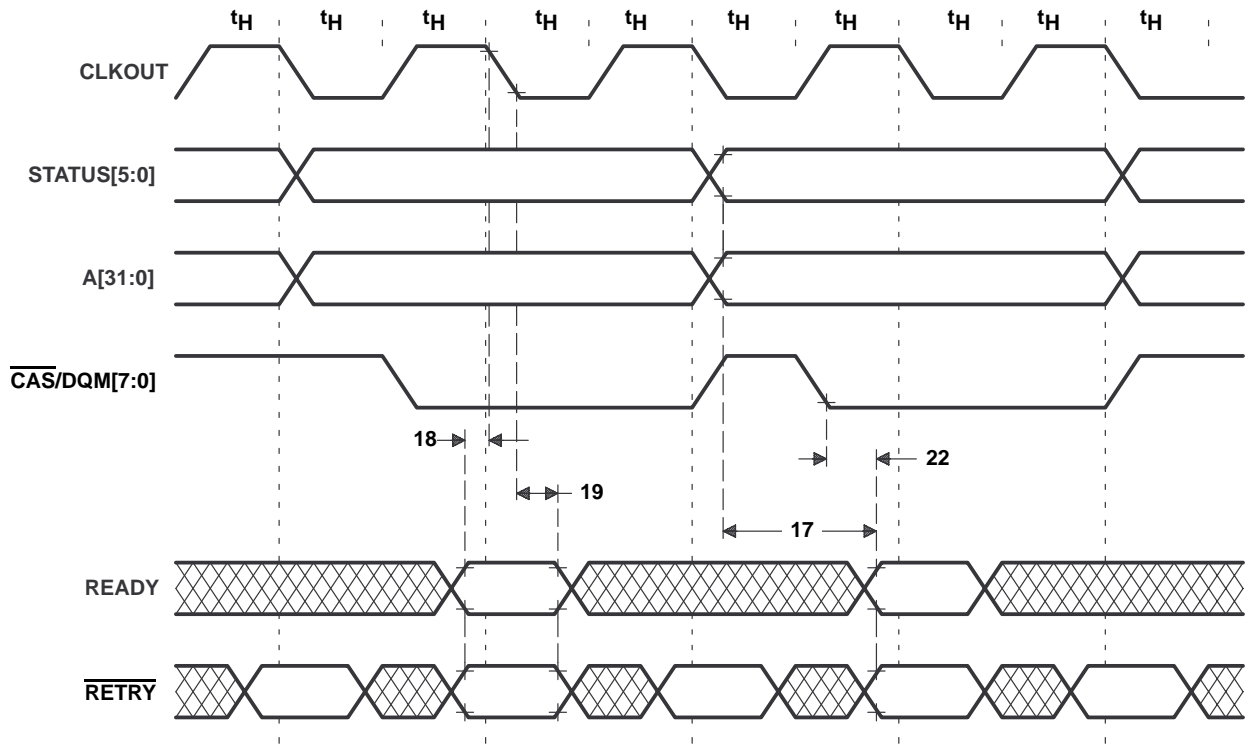 tH tH tH tH tH tH tH tH tH
CLKOUT
STATUS[5:0]
A[31:0]
CAS/DQM[7:0]
18
22
19
17
READY
RETRY